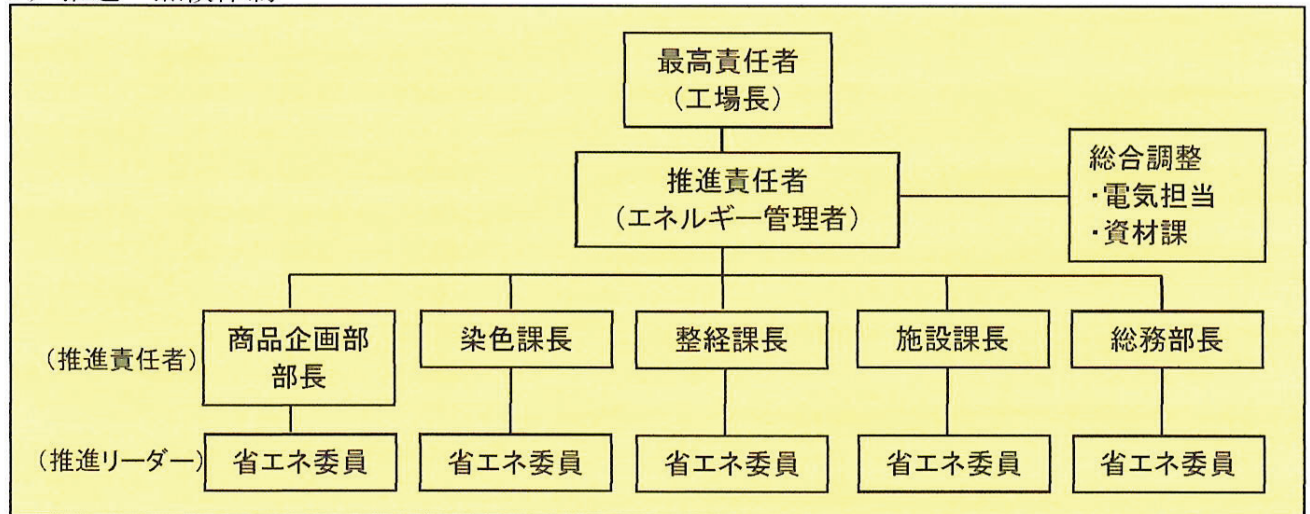 最高責任者
(工場長)
推進責任者
(エネルギー管理者)
総合調整
・電気担当
・資材課
(推進責任者)
商品企画部
部長
染色課長
整経課長
施設課長
総務部長
(推進リーダー)
省エネ委員
省エネ委員
省エネ委員
省エネ委員
省エネ委員